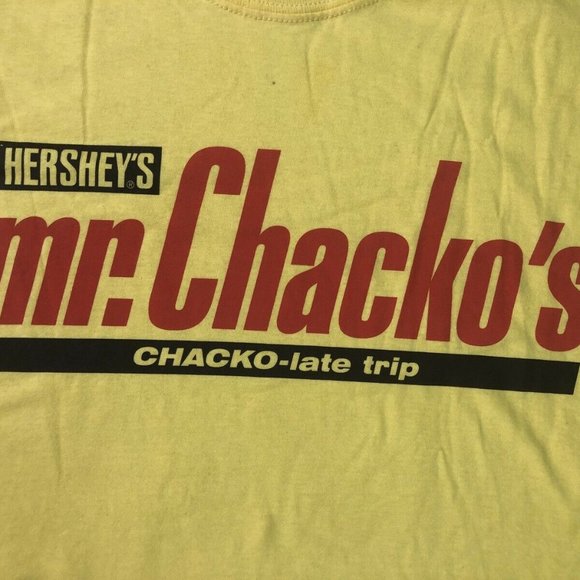 HERSHEY'S®
mr. Chacko's
CHACKO-late trip